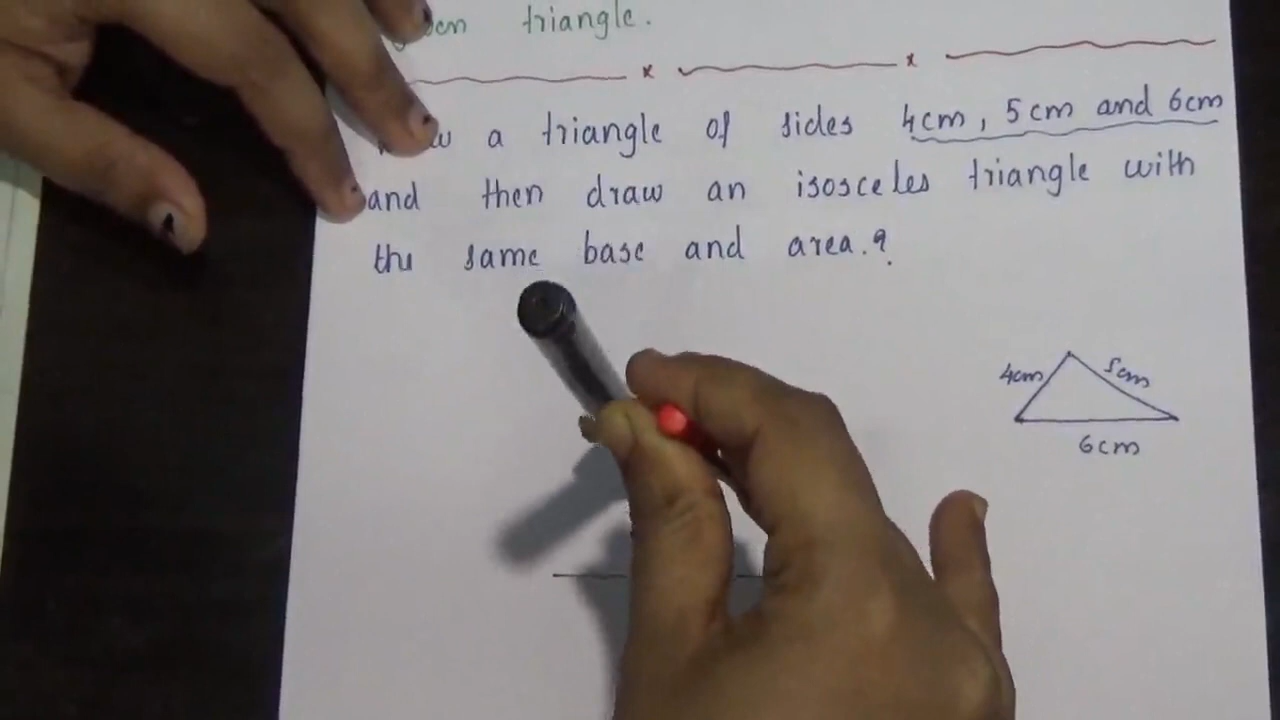 triangle.
a triangle of sides 4cm, 5cm and 6cm
and then draw an isosceles triangle with
the same base and area.?
4cm 5cm
6cm